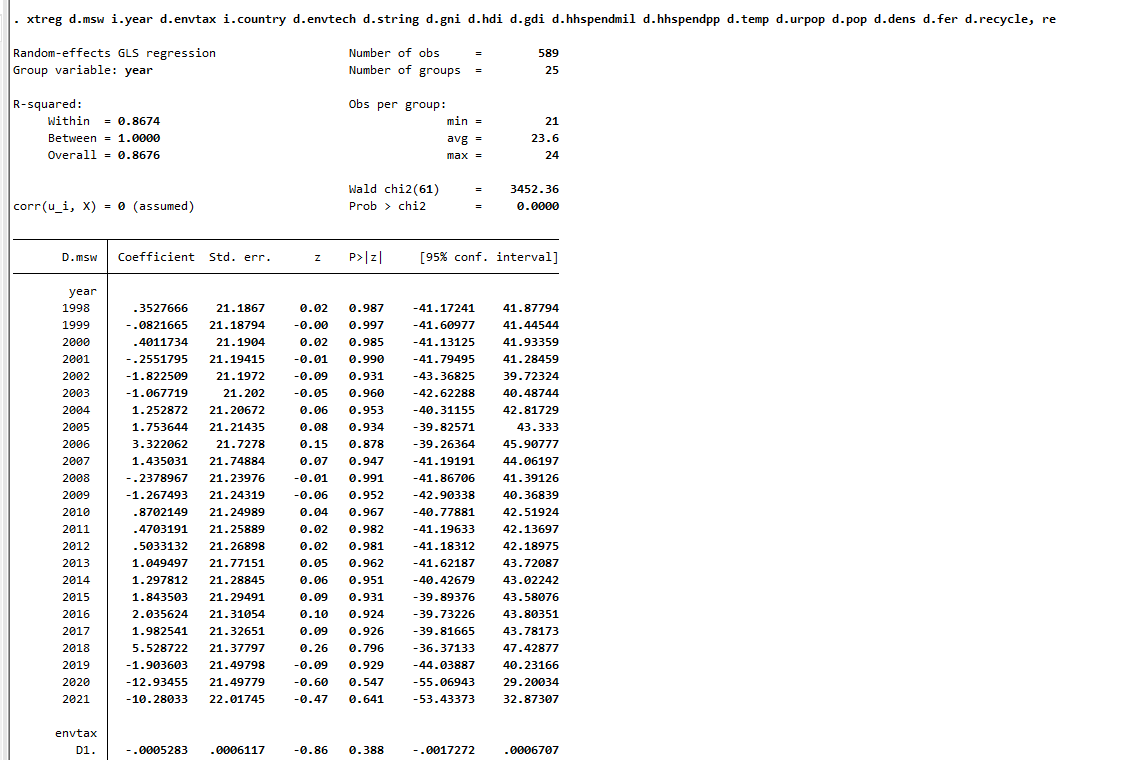 . xtreg d.msw i.year d.envtax i.country d.envtech d.string d.gni d.hdi d.gdi d.hhspendmil d.hhspendpp d.temp d.urpop d.pop d.dens d.fer d.recycle, re
Random-effects GLS regression Number of obs = 589
Group variable: year Number of groups = 25
R-squared: Obs per group:
Within = 0.8674 min = 21
Between = 1.0000 avg = 23.6
Overall = 0.8676 max = 24
Wald chi2(61) = 3452.36
corr(u_i, X) = 0 (assumed) Prob > chi2 = 0.0000
D.msw Coefficient Std. err. z P>|z| [95% conf. interval]
year
1998 .3527666 21.1867 0.02 0.987 -41.17241 41.87794
1999 -.0821665 21.18794 -0.00 0.997 -41.60977 41.44544
2000 .4011734 21.1904 0.02 0.985 -41.13125 41.93359
2001 -.2551795 21.19415 -0.01 0.990 -41.79495 41.28459
2002 -1.822509 21.1972 -0.09 0.931 -43.36825 39.72324
2003 -1.067719 21.202 -0.05 0.960 -42.62288 40.48744
2004 1.252872 21.20672 0.06 0.953 -40.31155 42.81729
2005 1.753644 21.21435 0.08 0.934 -39.82571 43.333
2006 3.322062 21.7278 0.15 0.878 -39.26364 45.90777
2007 1.435031 21.74884 0.07 0.947 -41.19191 44.06197
2008 -.2378967 21.23976 -0.01 0.991 -41.86706 41.39126
2009 -1.267493 21.24319 -0.06 0.952 -42.90338 40.36839
2010 .8702149 21.24989 0.04 0.967 -40.77881 42.51924
2011 .4703191 21.25889 0.02 0.982 -41.19633 42.13697
2012 .5033132 21.26898 0.02 0.981 -41.18312 42.18975
2013 1.049497 21.77151 0.05 0.962 -41.62187 43.72087
2014 1.297812 21.28845 0.06 0.951 -40.42679 43.02242
2015 1.843503 21.29491 0.09 0.931 -39.89376 43.58076
2016 2.035624 21.31054 0.10 0.924 -39.73226 43.80351
2017 1.982541 21.32651 0.09 0.926 -39.81665 43.78173
2018 5.528722 21.37797 0.26 0.796 -36.37133 47.42877
2019 -1.903603 21.49798 -0.09 0.929 -44.03887 40.23166
2020 -12.93455 21.49779 -0.60 0.547 -55.06943 29.20034
2021 -10.28033 22.01745 -0.47 0.641 -53.43373 32.87307
envtax
D1. -.0005283 .0006117 -0.86 0.388 -.0017272 .0006707